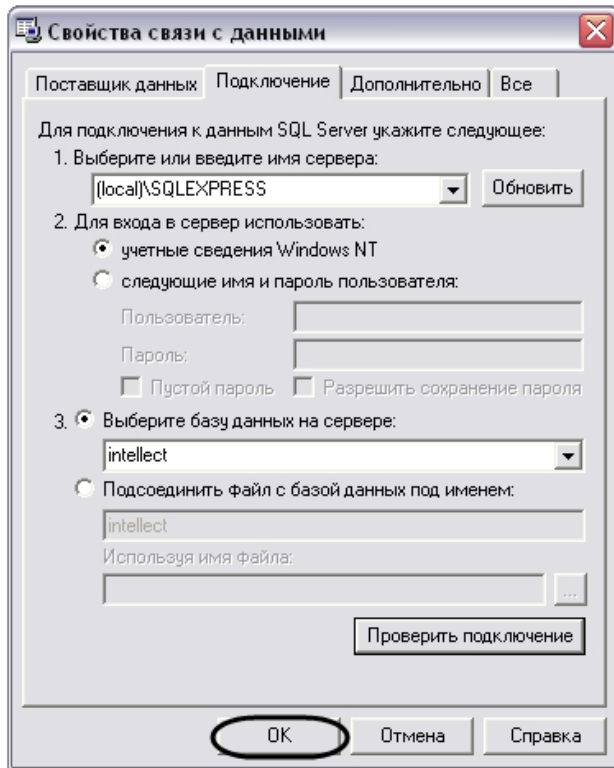 Свойства связи с данными
Поставщик данных Подключение Дополнительно Все
Для подключения к данным SQL Server укажите следующее:
1. Выберите или введите имя сервера:
(local)\SQLEXPRESS Обновить
2. Для входа в сервер использовать:
учетные сведения Windows NT
следующие имя и пароль пользователя:
Пользователь:
Пароль:
Пустой пароль Разрешить сохранение пароля
3. Выберите базу данных на сервере:
intellect
Подсоединить файл с базой данных под именем:
intellect
Используя имя файла:
...
Проверить подключение
OK Отмена Справка